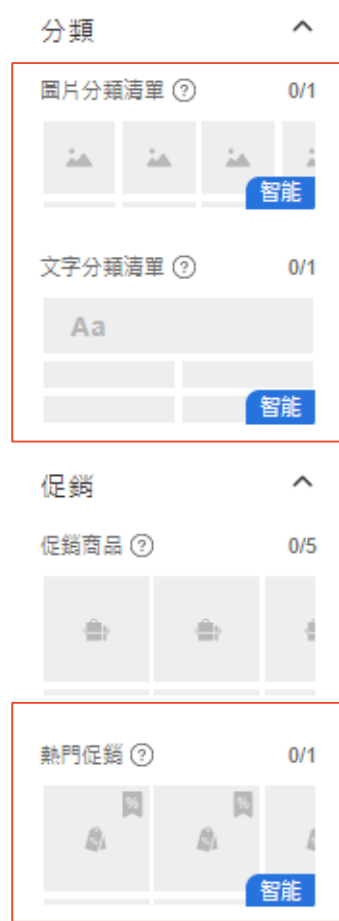 分類
圖片分類清單 ? 0/1
智能
文字分類清單 ? 0/1
Aa
智能
促銷
促銷商品 ? 0/5
熱門促銷 ? 0/1
% %
智能